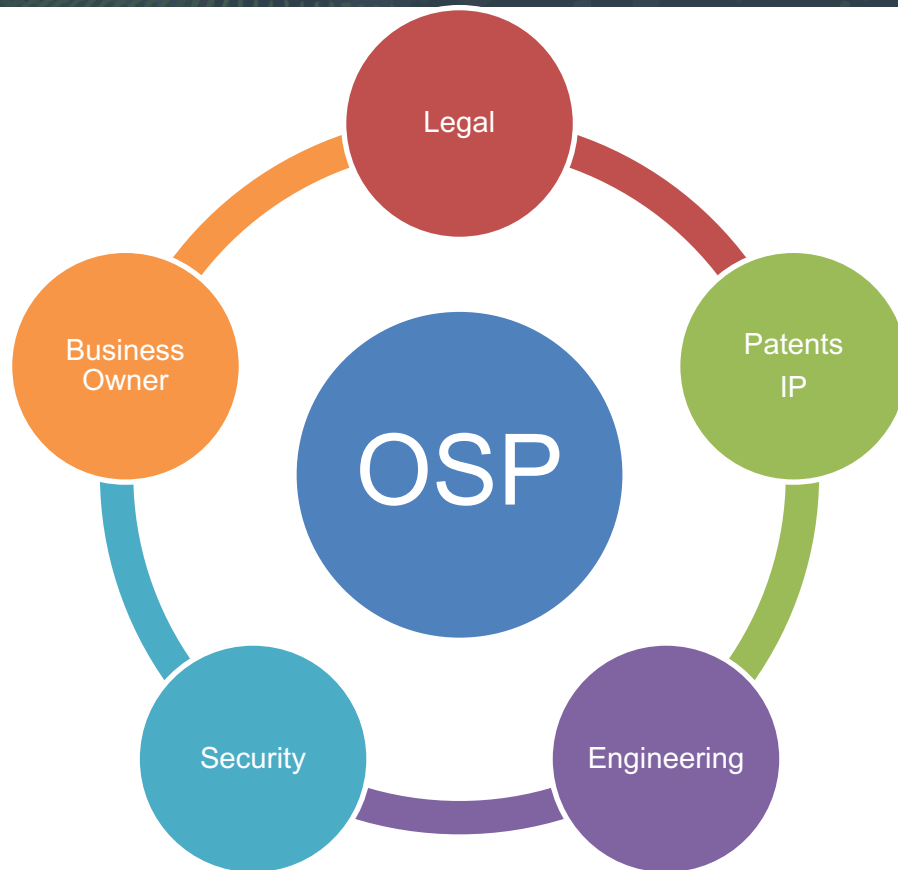 Legal
Patents
IP
Business
Owner
OSP
Security
Engineering